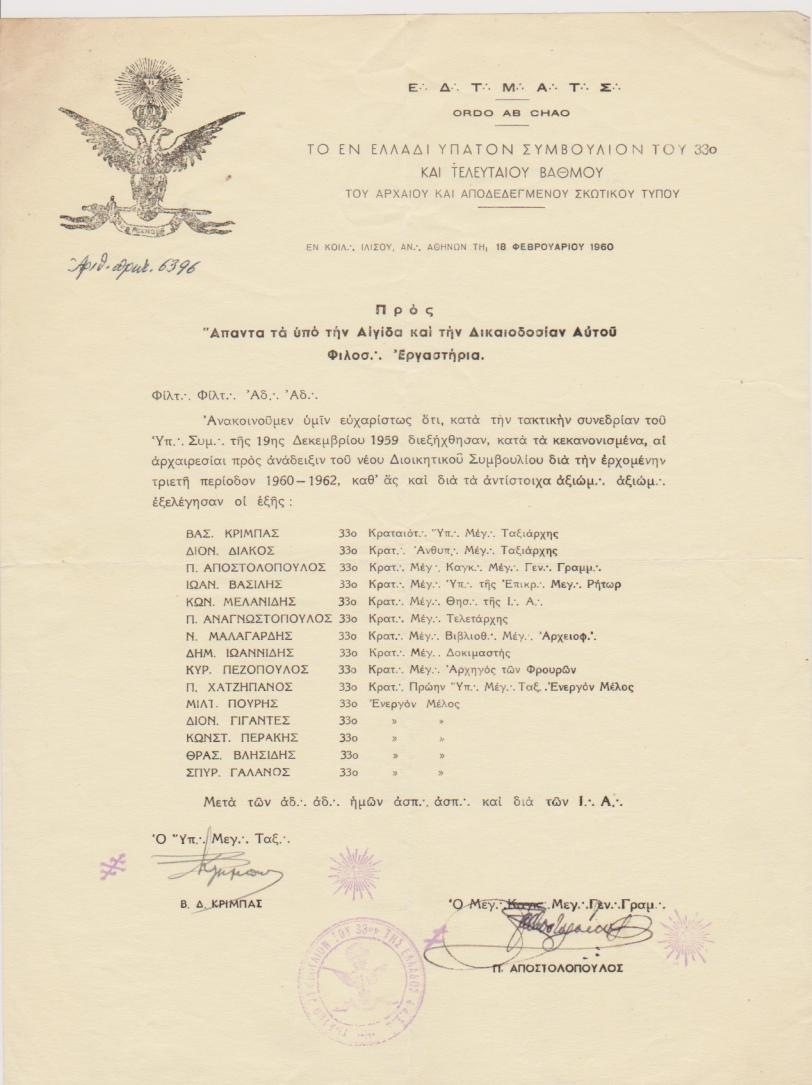 Ε∴ Δ∴ Τ∴ Μ∴ Α∴ Τ∴ Σ∴
ORDO AB CHAO
ΤΟ ΕΝ ΕΛΛΑΔΙ ΥΠΑΤΟΝ ΣΥΜΒΟΥΛΙΟΝ ΤΟΥ 33ο
ΚΑΙ ΤΕΛΕΥΤΑΙΟΥ ΒΑΘΜΟΥ
ΤΟΥ ΑΡΧΑΙΟΥ ΚΑΙ ΑΠΟΔΕΔΕΓΜΕΝΟΥ ΣΚΩΤΙΚΟΥ ΤΥΠΟΥ
ΕΝ ΚΟΙΛ∴ ΙΛΙΣΟΥ, ΑΝ∴ ΑΘΗΝΩΝ ΤΗ, 18 ΦΕΒΡΟΥΑΡΙΟΥ 1960
Ἀριθ. πρωτ. 6396
Πρὸς
Ἅπαντα τὰ ὑπὸ τὴν Αἰγίδα καὶ τὴν Δικαιοδοσίαν Αὐτοῦ
Φιλοσ∴ Ἐργαστήρια.
Φίλτ∴ Φίλτ∴ Ἀδ∴ Ἀδ∴
Ἀνακοινοῦμεν ὑμῖν εὐχαρίστως ὅτι, κατὰ τὴν τακτικὴν συνεδρίαν τοῦ
Ὑπ∴ Συμ∴ τῆς 19ης Δεκεμβρίου 1959 διεξήχθησαν, κατὰ τὰ κεκανονισμένα, αἱ
ἀρχαιρεσίαι πρὸς ἀνάδειξιν τοῦ νέου Διοικητικοῦ Συμβουλίου διὰ τὴν ἐρχομένην
τριετῆ περίοδον 1960—1962, καθ' ἃς καὶ διὰ τὰ ἀντίστοιχα ἀξιώμ∴ ἀξιώμ∴
ἐξελέγησαν οἱ ἑξῆς :
ΒΑΣ. ΚΡΙΜΠΑΣ 33ο Κραταιότ∴ Ὕπ∴ Μέγ∴ Ταξιάρχης
ΔΙΟΝ. ΔΙΑΚΟΣ 33ο Κρατ∴ Ἀνθυπ∴ Μέγ∴ Ταξιάρχης
Π. ΑΠΟΣΤΟΛΟΠΟΥΛΟΣ 33ο Κρατ∴ Μέγ∴ Καγκ∴ Μέγ∴ Γεν∴ Γραμμ∴
ΙΩΑΝ. ΒΑΣΙΛΗΣ 33ο Κρατ∴ Μέγ∴ Ὕπ∴ τῆς Ἐπικρ∴ Μεγ∴ Ρήτωρ
ΚΩΝ. ΜΕΛΑΝΙΔΗΣ 33ο Κρατ∴ Μέγ∴ Θησ∴ τῆς Ι∴ Α∴
Π. ΑΝΑΓΝΩΣΤΟΠΟΥΛΟΣ 33ο Κρατ∴ Μέγ∴ Τελετάρχης
Ν. ΜΑΛΑΓΑΡΔΗΣ 33ο Κρατ∴ Μέγ∴ Βιβλιοθ∴ Μέγ∴ Ἀρχειοφ∴
ΔΗΜ. ΙΩΑΝΝΙΔΗΣ 33ο Κρατ∴ Μέγ∴ Δοκιμαστής
ΚΥΡ. ΠΕΖΟΠΟΥΛΟΣ 33ο Κρατ∴ Μέγ∴ Ἀρχηγὸς τῶν Φρουρῶν
Π. ΧΑΤΖΗΠΑΝΟΣ 33ο Κρατ∴ Πρώην Ὕπ∴ Μέγ∴ Ταξ∴ Ἐνεργὸν Μέλος
ΜΙΛΤ. ΠΟΥΡΗΣ 33ο Ἐνεργὸν Μέλος
ΔΙΟΝ. ΓΙΓΑΝΤΕΣ 33ο » »
ΚΩΝΣΤ. ΠΕΡΑΚΗΣ 33ο » »
ΘΡΑΣ. ΒΛΗΣΙΔΗΣ 33ο » »
ΣΠΥΡ. ΓΑΛΑΝΟΣ 33ο » »
Μετὰ τῶν ἀδ∴ ἀδ∴ ἡμῶν ἀσπ∴ ἀσπ∴ καὶ διὰ τῶν Ι∴ Α∴
Ὁ Ὕπ∴ Μεγ∴ Ταξ∴
Β. Δ. ΚΡΙΜΠΑΣ
Ὁ Μεγ∴ Καγκ∴ Μεγ∴ Γεν∴ Γραμ∴
Π. ΑΠΟΣΤΟΛΟΠΟΥΛΟΣ